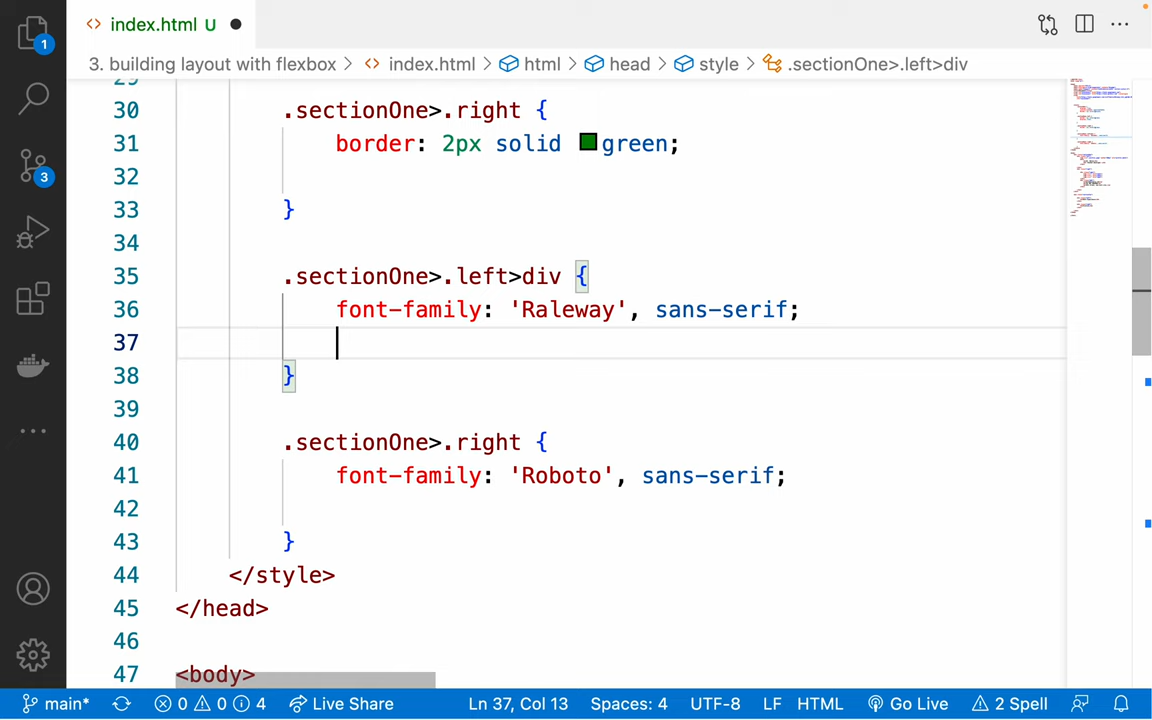 index.html U
3. building layout with flexbox > index.html > html > head > style > .sectionOne>.left>div
29
30 .sectionOne>.right {
31 border: 2px solid green;
32
33 }
34
35 .sectionOne>.left>div {
36 font-family: 'Raleway', sans-serif;
37
38 }
39
40 .sectionOne>.right {
41 font-family: 'Roboto', sans-serif;
42
43 }
44 </style>
45 </head>
46
47 <body>
1
3
main* 0 0 4 Live Share Ln 37, Col 13 Spaces: 4 UTF-8 LF HTML Go Live 2 Spell